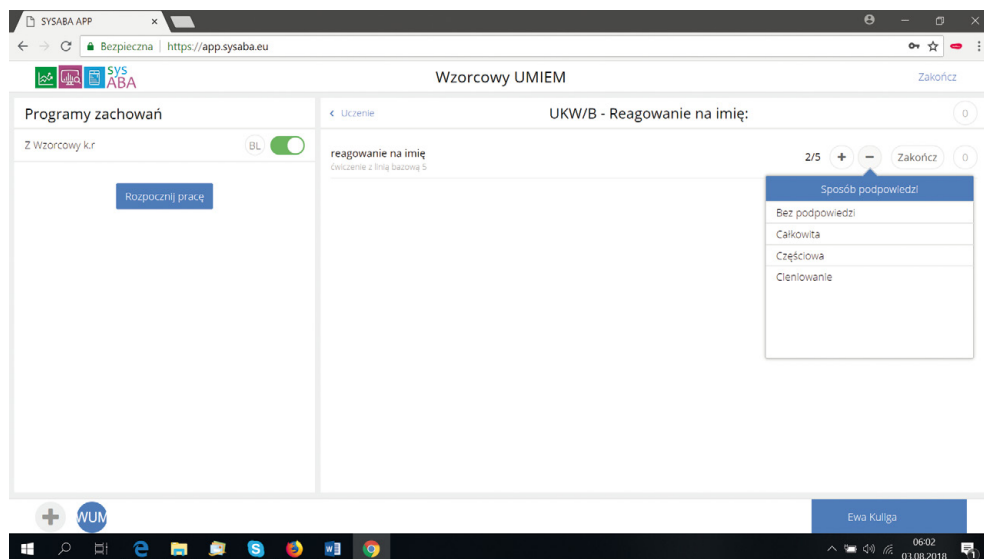 SYSABA APP
Bezpieczna | https://app.sysaba.eu
sys
ABA
Wzorcowy UMIEM
Zakończ
Programy zachowań
Uczenie
UKW/B - Reagowanie na imię:
0
Z Wzorcowy k.r
BL
reagowanie na imię
ćwiczenie z linią bazową 5
2/5
+
−
Zakończ
0
Rozpocznij pracę
Sposób podpowiedzi
Bez podpowiedzi
Całkowita
Częściowa
Cieniowanie
WUM
Ewa Kuliga
06:02
03.08.2018